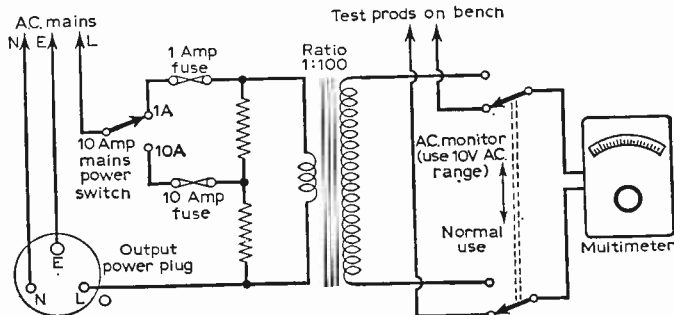 A.C. mains
N E L
1 Amp
fuse
1A
10A
10 Amp
mains
power
switch
10 Amp
fuse
Output
power plug
E
N
L
Ratio
1:100
Test prods on bench
A.C. monitor
(use 10V A.C.
range)
Normal
use
Multimeter